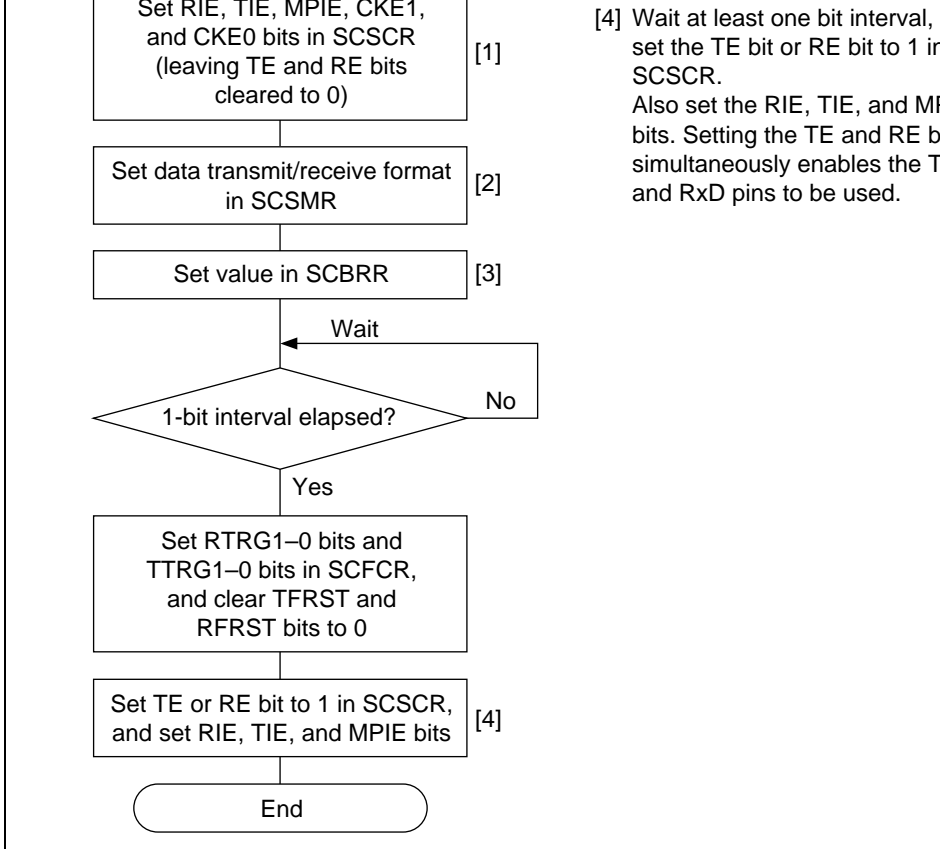 Set RIE, TIE, MPIE, CKE1,
and CKE0 bits in SCSCR
(leaving TE and RE bits
cleared to 0)
[1]
Set data transmit/receive format
in SCSMR
[2]
Set value in SCBRR
[3]
Wait
1-bit interval elapsed?
No
Yes
Set RTRG1–0 bits and
TTRG1–0 bits in SCFCR,
and clear TFRST and
RFRST bits to 0
Set TE or RE bit to 1 in SCSCR,
and set RIE, TIE, and MPIE bits
[4]
End
[4] Wait at least one bit interval,
set the TE bit or RE bit to 1
SCSCR.
Also set the RIE, TIE, and
bits. Setting the TE and RE
simultaneously enables the
and RxD pins to be used.